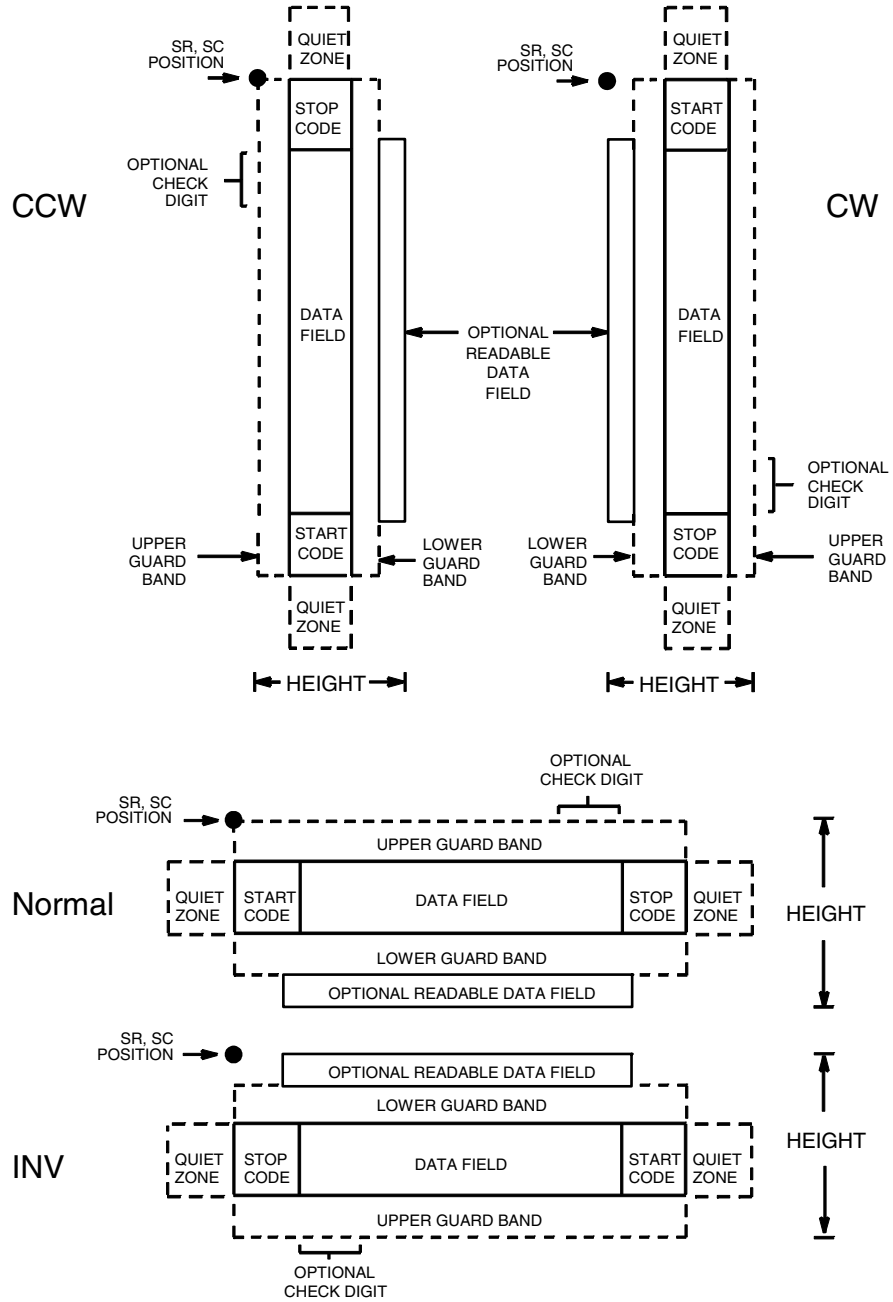 QUIET
ZONE
SR, SC
POSITION
STOP
CODE
OPTIONAL
CHECK
DIGIT
CCW
DATA
FIELD
UPPER
GUARD
BAND
START
CODE
LOWER
GUARD
BAND
QUIET
ZONE
HEIGHT
OPTIONAL
READABLE
DATA
FIELD
QUIET
ZONE
SR, SC
POSITION
START
CODE
CW
DATA
FIELD
OPTIONAL
CHECK
DIGIT
LOWER
GUARD
BAND
STOP
CODE
UPPER
GUARD
BAND
QUIET
ZONE
HEIGHT
OPTIONAL
CHECK DIGIT
SR, SC
POSITION
UPPER GUARD BAND
Normal
QUIET
ZONE
START
CODE
DATA FIELD
STOP
CODE
QUIET
ZONE
HEIGHT
LOWER GUARD BAND
OPTIONAL READABLE DATA FIELD
SR, SC
POSITION
OPTIONAL READABLE DATA FIELD
LOWER GUARD BAND
INV
QUIET
ZONE
STOP
CODE
DATA FIELD
START
CODE
QUIET
ZONE
HEIGHT
UPPER GUARD BAND
OPTIONAL
CHECK DIGIT